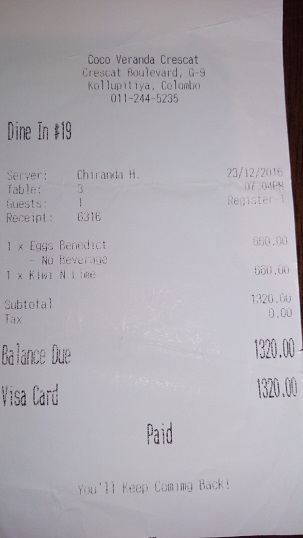 Coco Veranda Crescat
Crescat Boulevard, G-9
Kollupitiya, Colombo
011-244-5235
Dine In #19
Server: Chiranda H. 23/12/2016
Table: 3 07:04PM
Guests: 1 Register-1
Receipt: 6316
1 x Eggs Benedict 660.00
- No Beverage
1 x Kiwi N Lime 660.00
Subtotal 1320.00
Tax 0.00
Balance Due 1320.00
Visa Card 1320.00
Paid
You'll Keep Comimg Back!